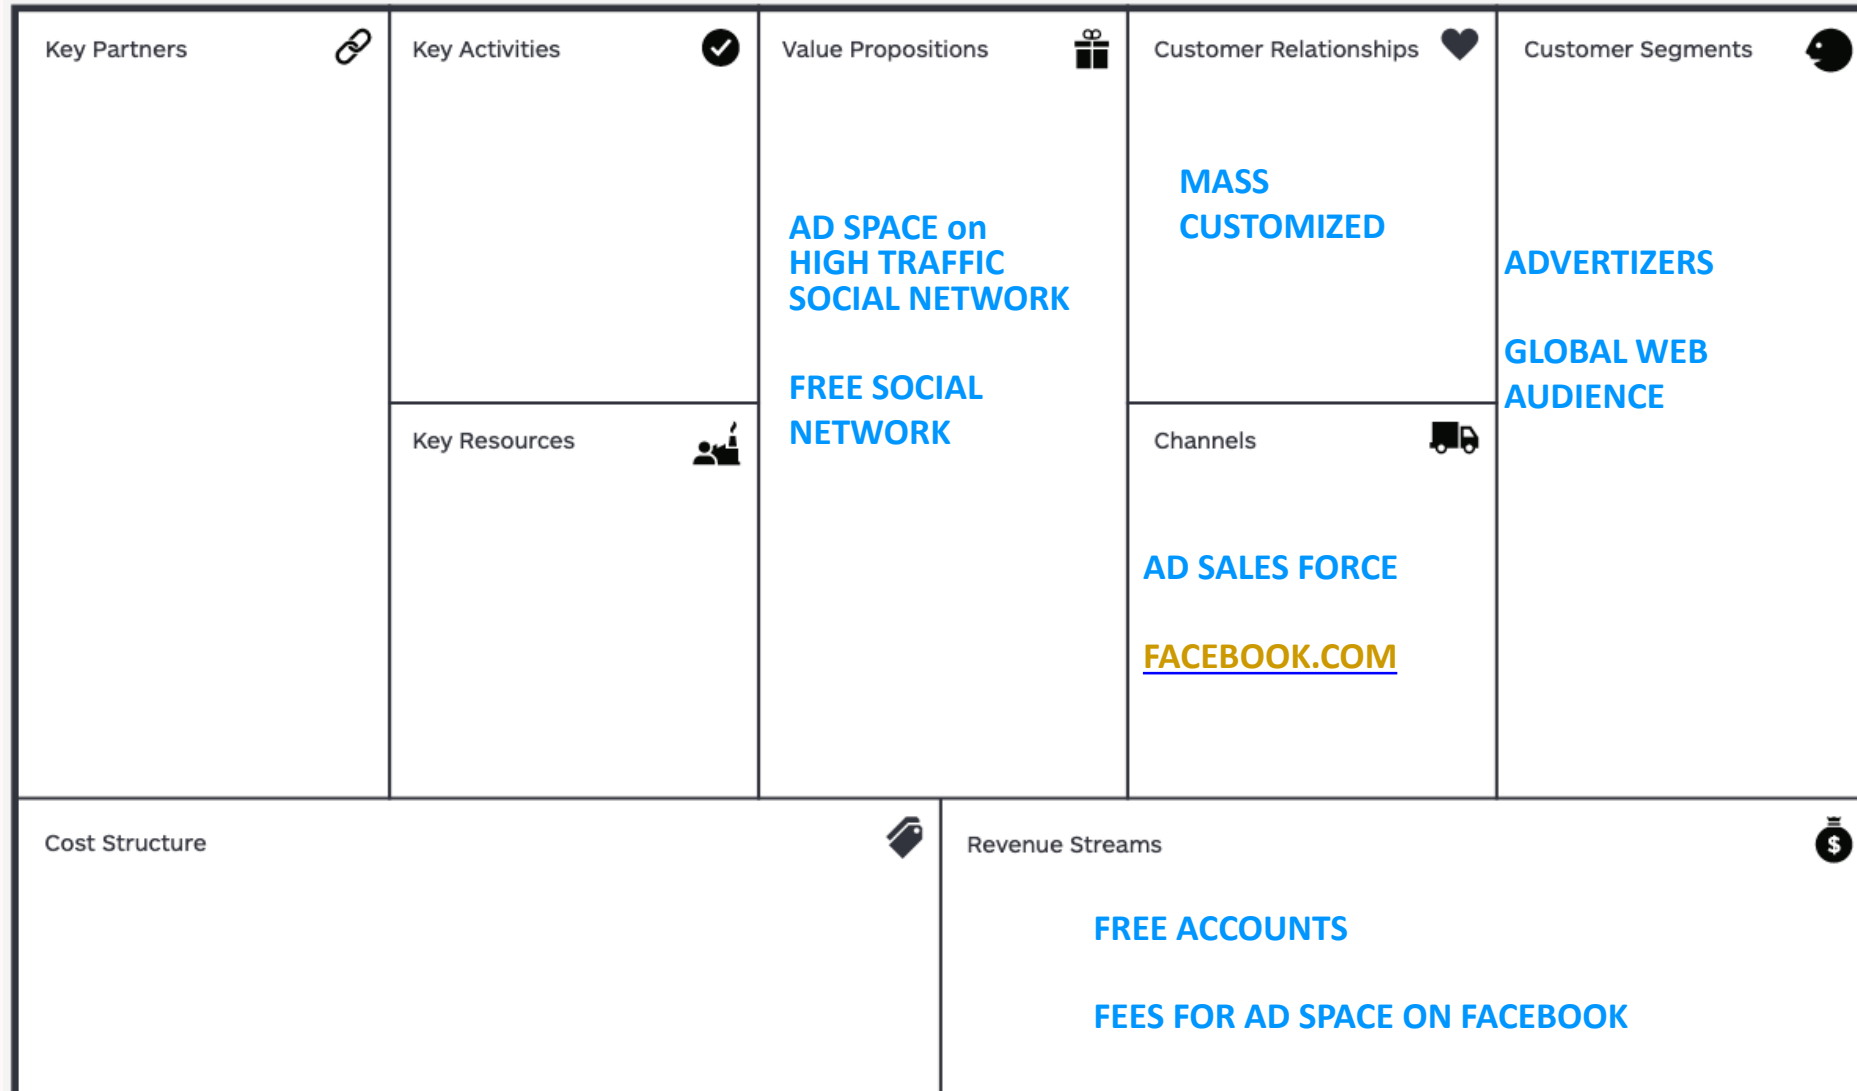 Key Partners
Key Activities
Value Propositions
AD SPACE on
HIGH TRAFFIC
SOCIAL NETWORK
FREE SOCIAL
NETWORK
Customer Relationships
MASS
CUSTOMIZED
Customer Segments
ADVERTIZERS
GLOBAL WEB
AUDIENCE
Key Resources
Channels
AD SALES FORCE
FACEBOOK.COM
Cost Structure
Revenue Streams
$
FREE ACCOUNTS
FEES FOR AD SPACE ON FACEBOOK